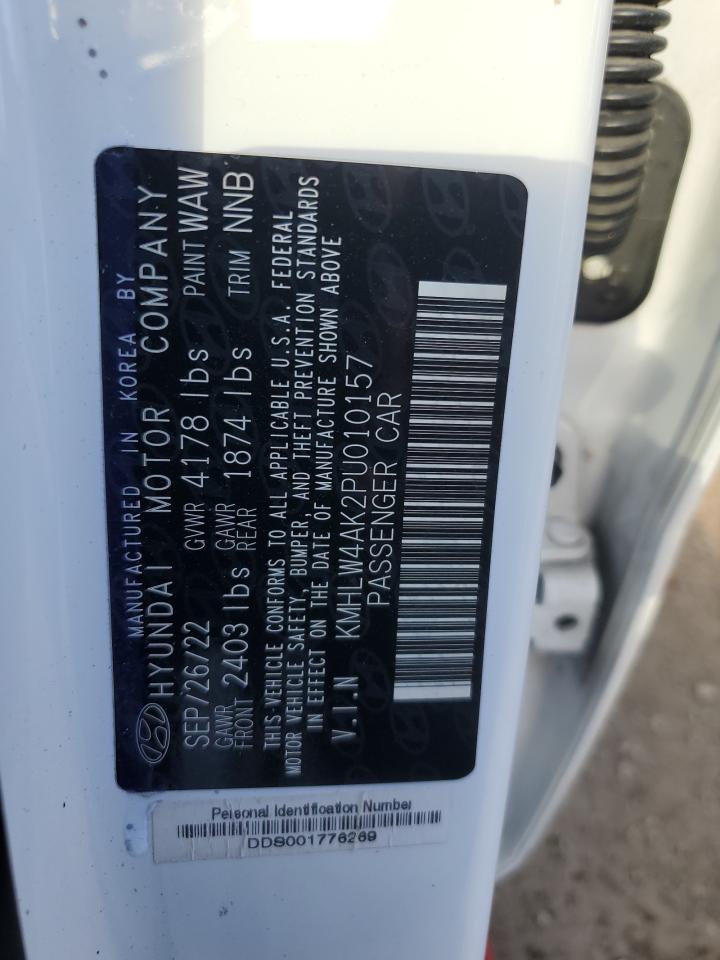 MANUFACTURED IN KOREA BY
HYUNDAI MOTOR COMPANY
SEP/26/22 GVWR 4178 lbs PAINT WAW
GAWR FRONT 2403 lbs GAWR REAR 1874 lbs TRIM NNB
THIS VEHICLE CONFORMS TO ALL APPLICABLE U.S.A. FEDERAL
MOTOR VEHICLE SAFETY, BUMPER, AND THEFT PREVENTION STANDARDS
IN EFFECT ON THE DATE OF MANUFACTURE SHOWN ABOVE
V.I.N KMHLW4AK2PU010157
PASSENGER CAR
Personal Identification Number
DDS001776269